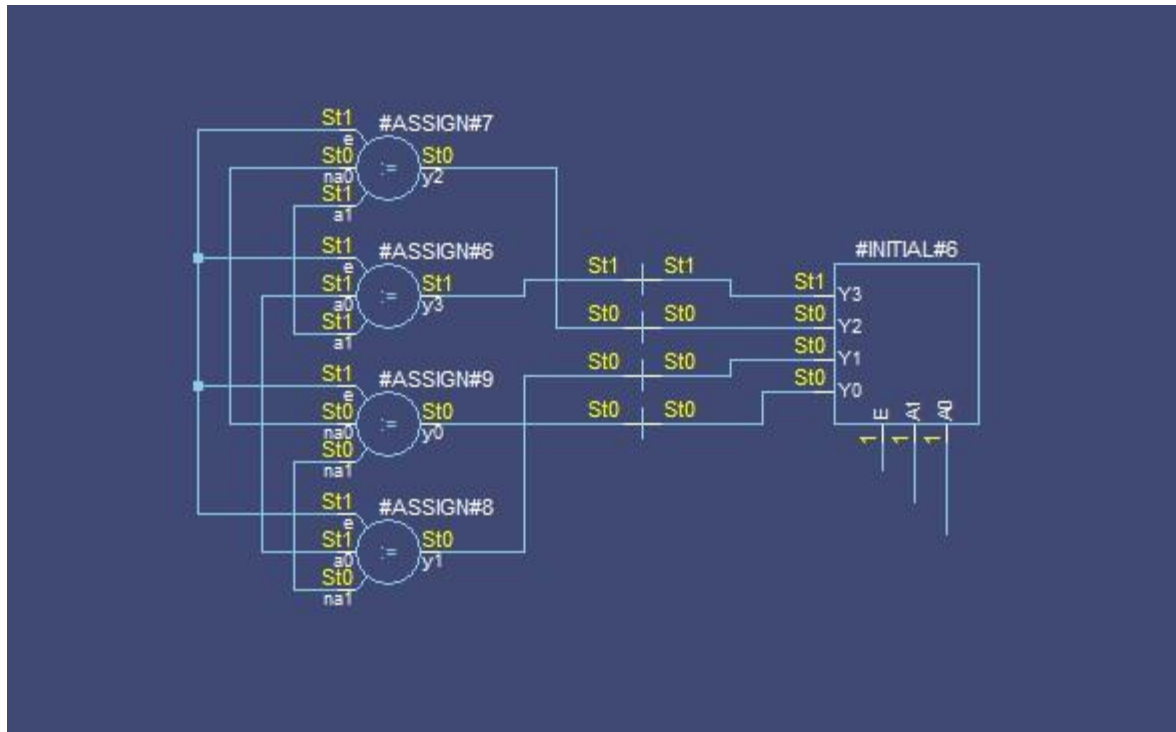 St1 #ASSIGN#7
e
St0 := St0
na0 y2
St1
a1
St1 #ASSIGN#6
e
St1 := St1
a0 y3
St1
a1
St1 #ASSIGN#9
e
St0 := St0
na0 y0
St0
na1
St1 #ASSIGN#8
e
St1 := St0
a0 y1
St0
na1
St1 St1
St0 St0
St0 St0
St0 St0
#INITIAL#6
St1 Y3
St0 Y2
St0 Y1
St0 Y0
E A1 A0
1 1 1